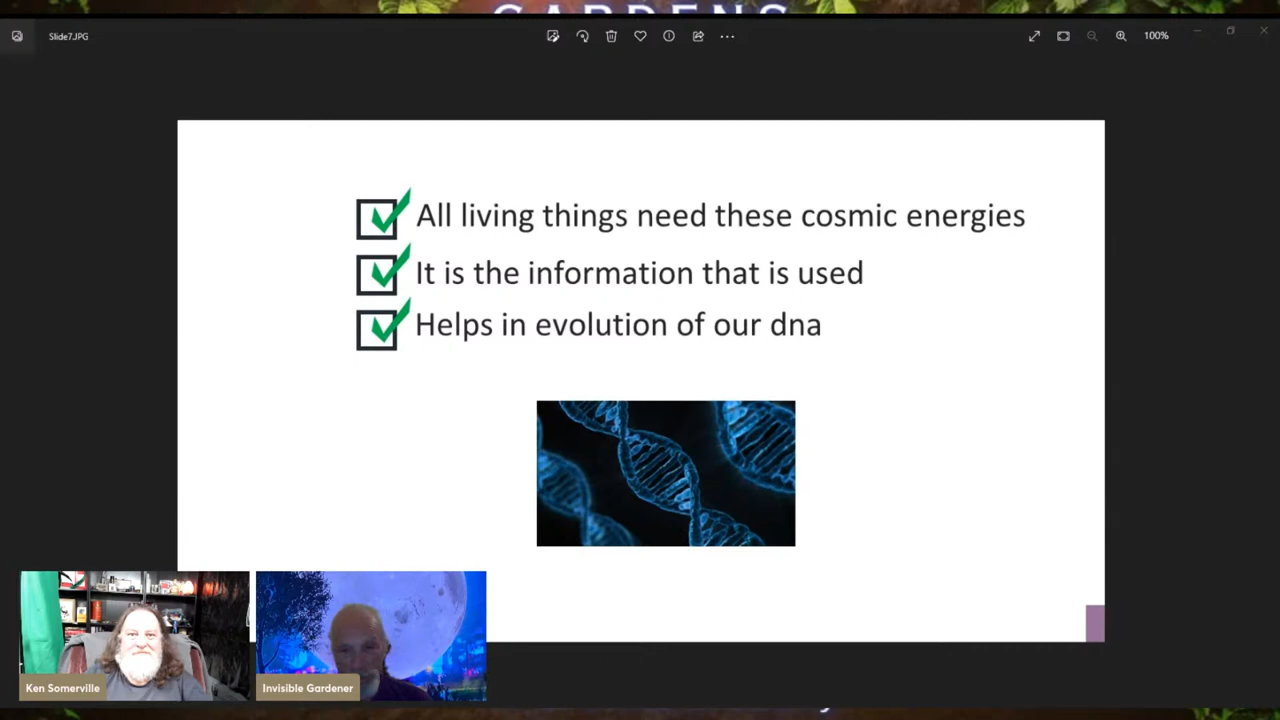 GARDENS
Slide7.JPG
100%
All living things need these cosmic energies
It is the information that is used
Helps in evolution of our dna
Ken Somerville
Invisible Gardener